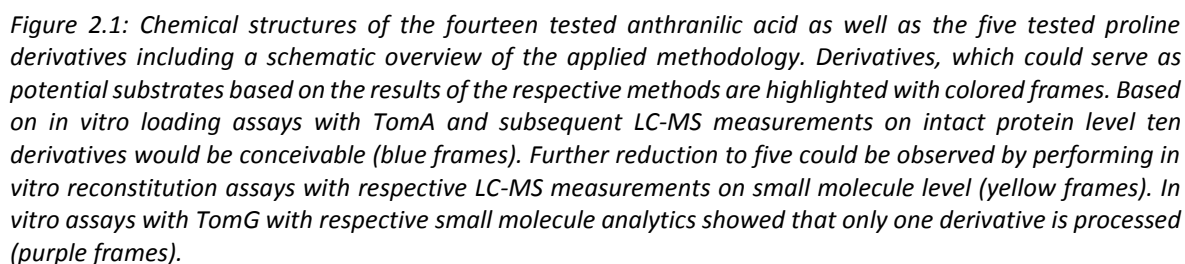 Figure 2.1: Chemical structures of the fourteen tested anthranilic acid as well as the five tested proline
derivatives including a schematic overview of the applied methodology. Derivatives, which could serve as
potential substrates based on the results of the respective methods are highlighted with colored frames. Based
on in vitro loading assays with TomA and subsequent LC-MS measurements on intact protein level ten
derivatives would be conceivable (blue frames). Further reduction to five could be observed by performing in
vitro reconstitution assays with respective LC-MS measurements on small molecule level (yellow frames). In
vitro assays with TomG with respective small molecule analytics showed that only one derivative is processed
(purple frames).